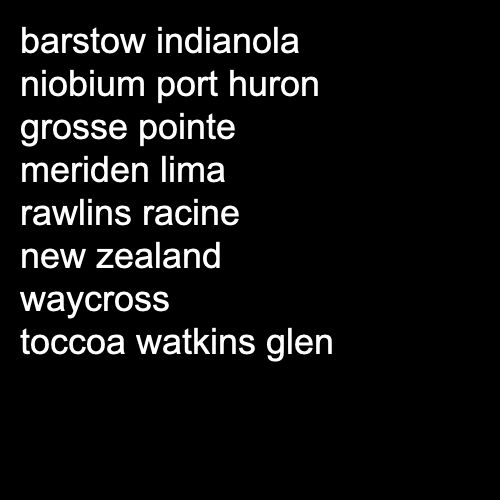 barstow indianola
niobium port huron
grosse pointe
meriden lima
rawlins racine
new zealand
waycross
toccoa watkins glen